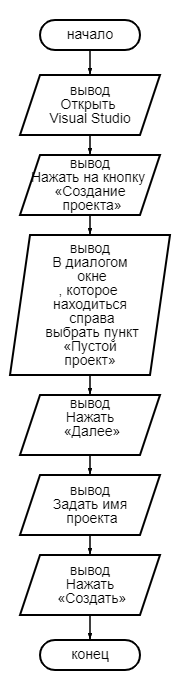 начало
вывод
Открыть
Visual Studio
вывод
Нажать на кнопку
«Создание
проекта»
вывод
В диалогом
окне
, которое
находиться
справа
выбрать пункт
«Пустой
проект»
вывод
Нажать
«Далее»
вывод
Задать имя
проекта
вывод
Нажать
«Создать»
конец